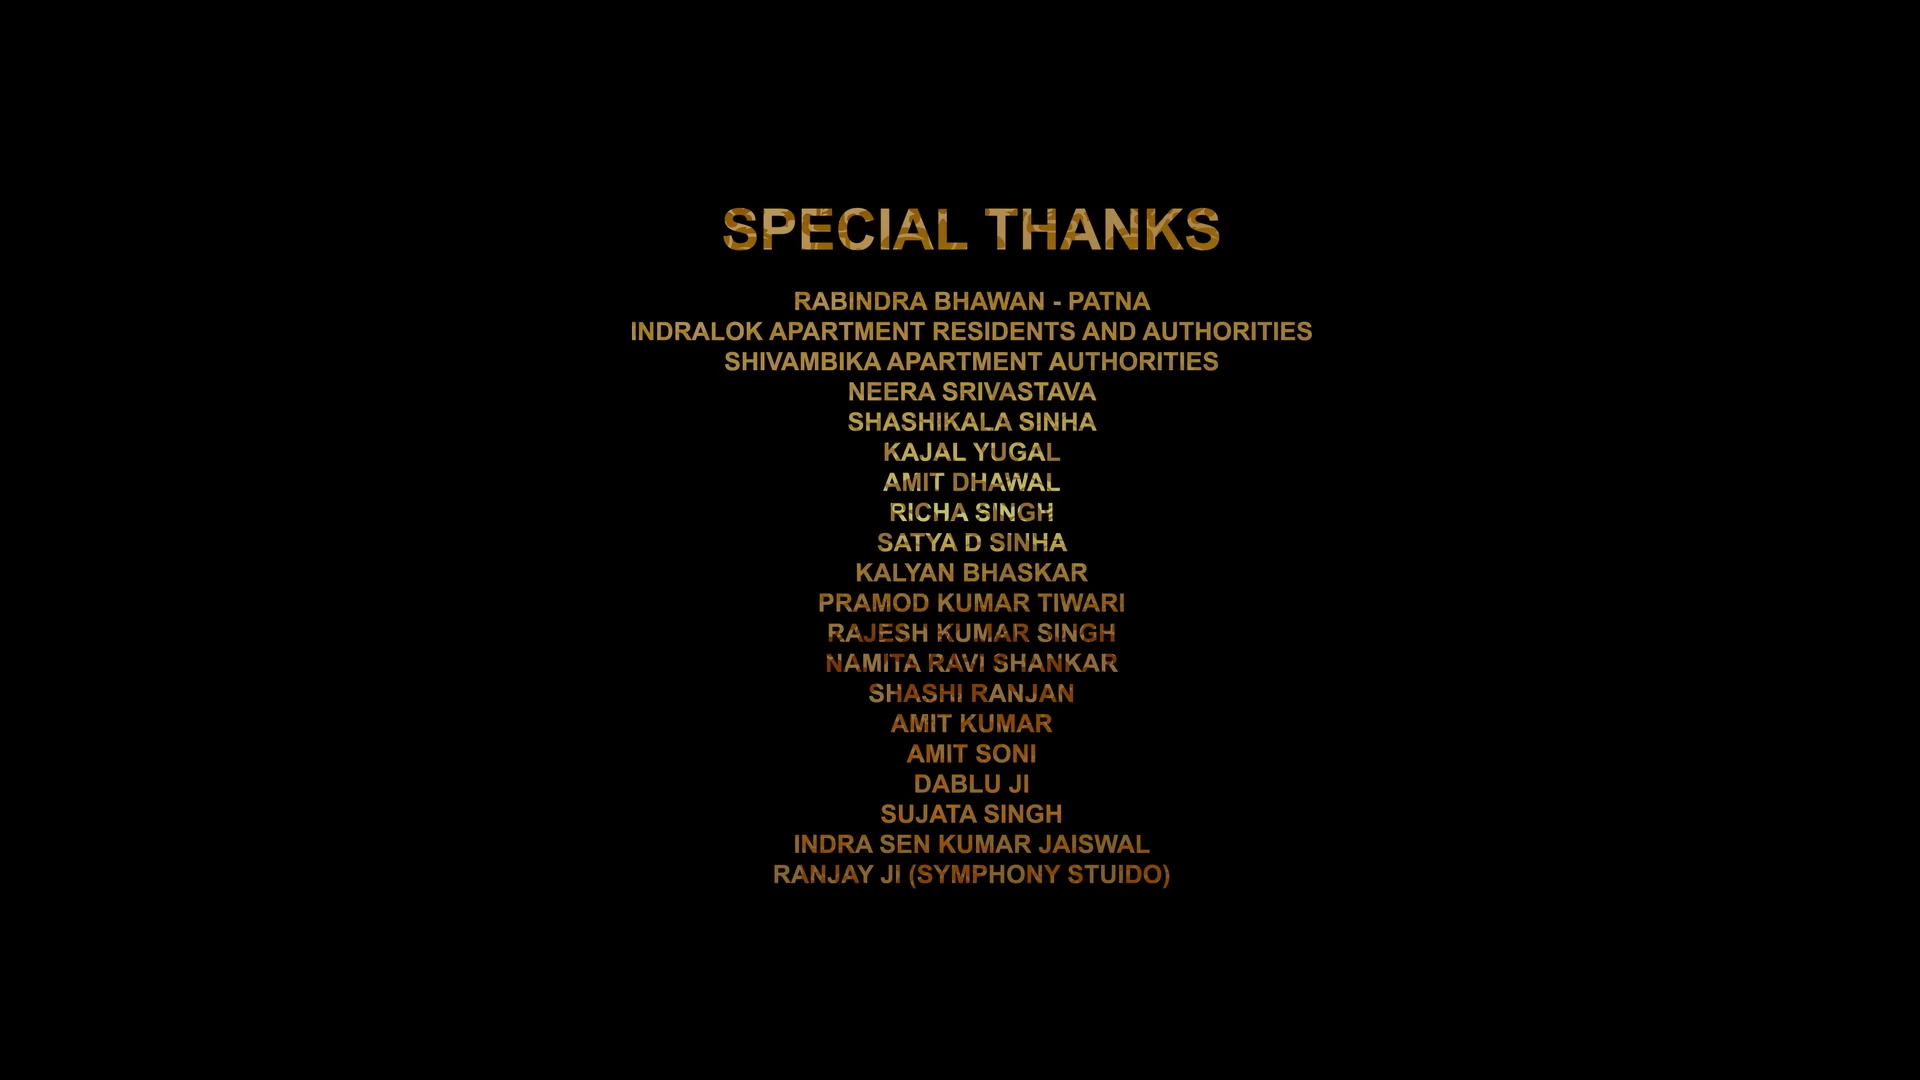 SPECIAL THANKS
RABINDRA BHAWAN - PATNA
INDRALOK APARTMENT RESIDENTS AND AUTHORITIES
SHIVAMBIKA APARTMENT AUTHORITIES
NEERA SRIVASTAVA
SHASHIKALA SINHA
KAJAL YUGAL
AMIT DHAWAL
RICHA SINGH
SATYA D SINHA
KALYAN BHASKAR
PRAMOD KUMAR TIWARI
RAJESH KUMAR SINGH
NAMITA RAVI SHANKAR
SHASHI RANJAN
AMIT KUMAR
AMIT SONI
DABLU JI
SUJATA SINGH
INDRA SEN KUMAR JAISWAL
RANJAY JI (SYMPHONY STUIDO)